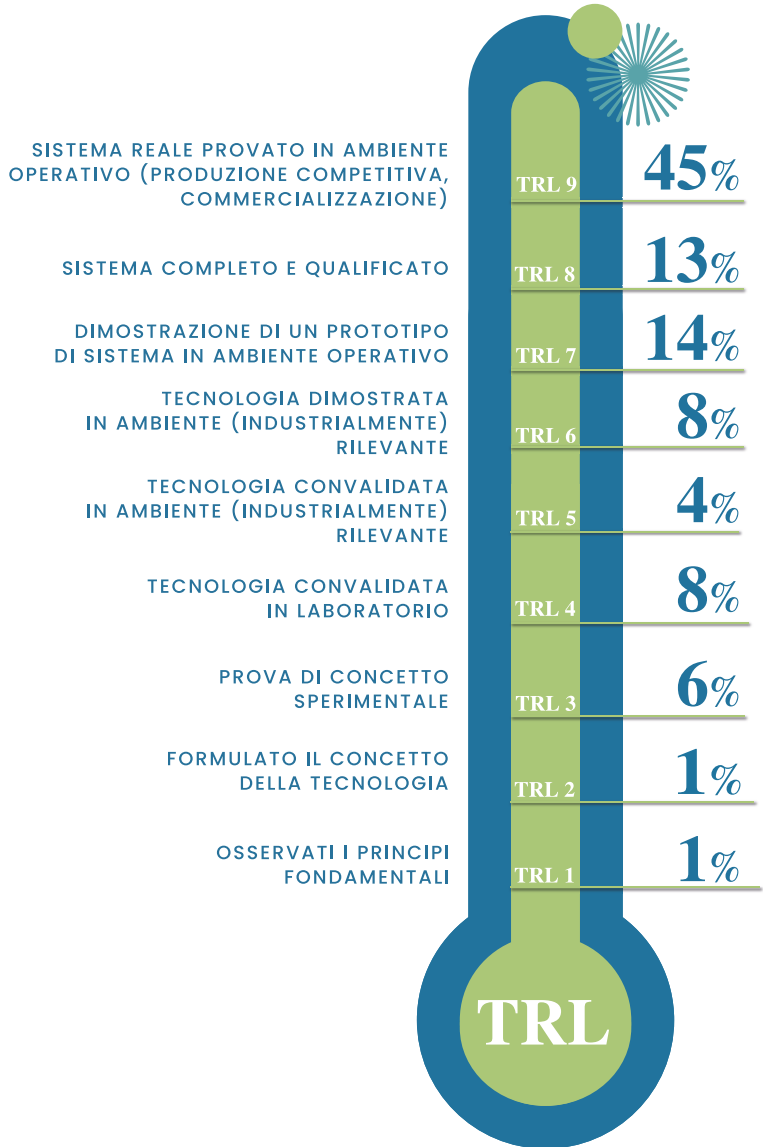 SISTEMA REALE PROVATO IN AMBIENTE
OPERATIVO (PRODUZIONE COMPETITIVA,
COMMERCIALIZZAZIONE)
TRL 9
45%
SISTEMA COMPLETO E QUALIFICATO
TRL 8
13%
DIMOSTRAZIONE DI UN PROTOTIPO
DI SISTEMA IN AMBIENTE OPERATIVO
TRL 7
14%
TECNOLOGIA DIMOSTRATA
IN AMBIENTE (INDUSTRIALMENTE)
RILEVANTE
TRL 6
8%
TECNOLOGIA CONVALIDATA
IN AMBIENTE (INDUSTRIALMENTE)
RILEVANTE
TRL 5
4%
TECNOLOGIA CONVALIDATA
IN LABORATORIO
TRL 4
8%
PROVA DI CONCETTO
SPERIMENTALE
TRL 3
6%
FORMULATO IL CONCETTO
DELLA TECNOLOGIA
TRL 2
1%
OSSERVATI I PRINCIPI
FONDAMENTALI
TRL 1
1%
TRL